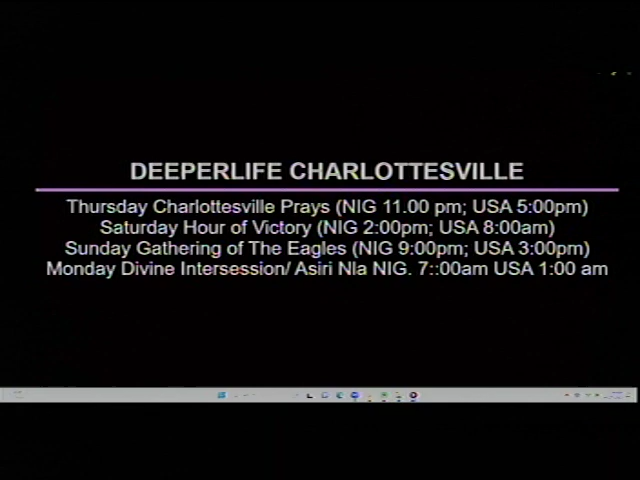 DEEPERLIFE CHARLOTTESVILLE
Thursday Charlottesville Prays (NIG 11.00 pm; USA 5:00pm)
Saturday Hour of Victory (NIG 2:00pm; USA 8:00am)
Sunday Gathering of The Eagles (NIG 9:00pm; USA 3:00pm)
Monday Divine Intersession/ Asiri Nla NIG. 7::00am USA 1:00 am